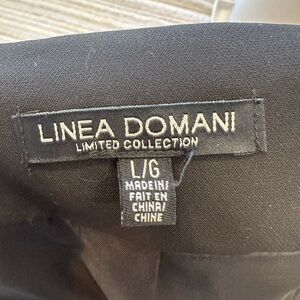 LINEA DOMANI
LIMITED COLLECTION
L/G
MADE IN/
FAIT EN
CHINA/
CHINE